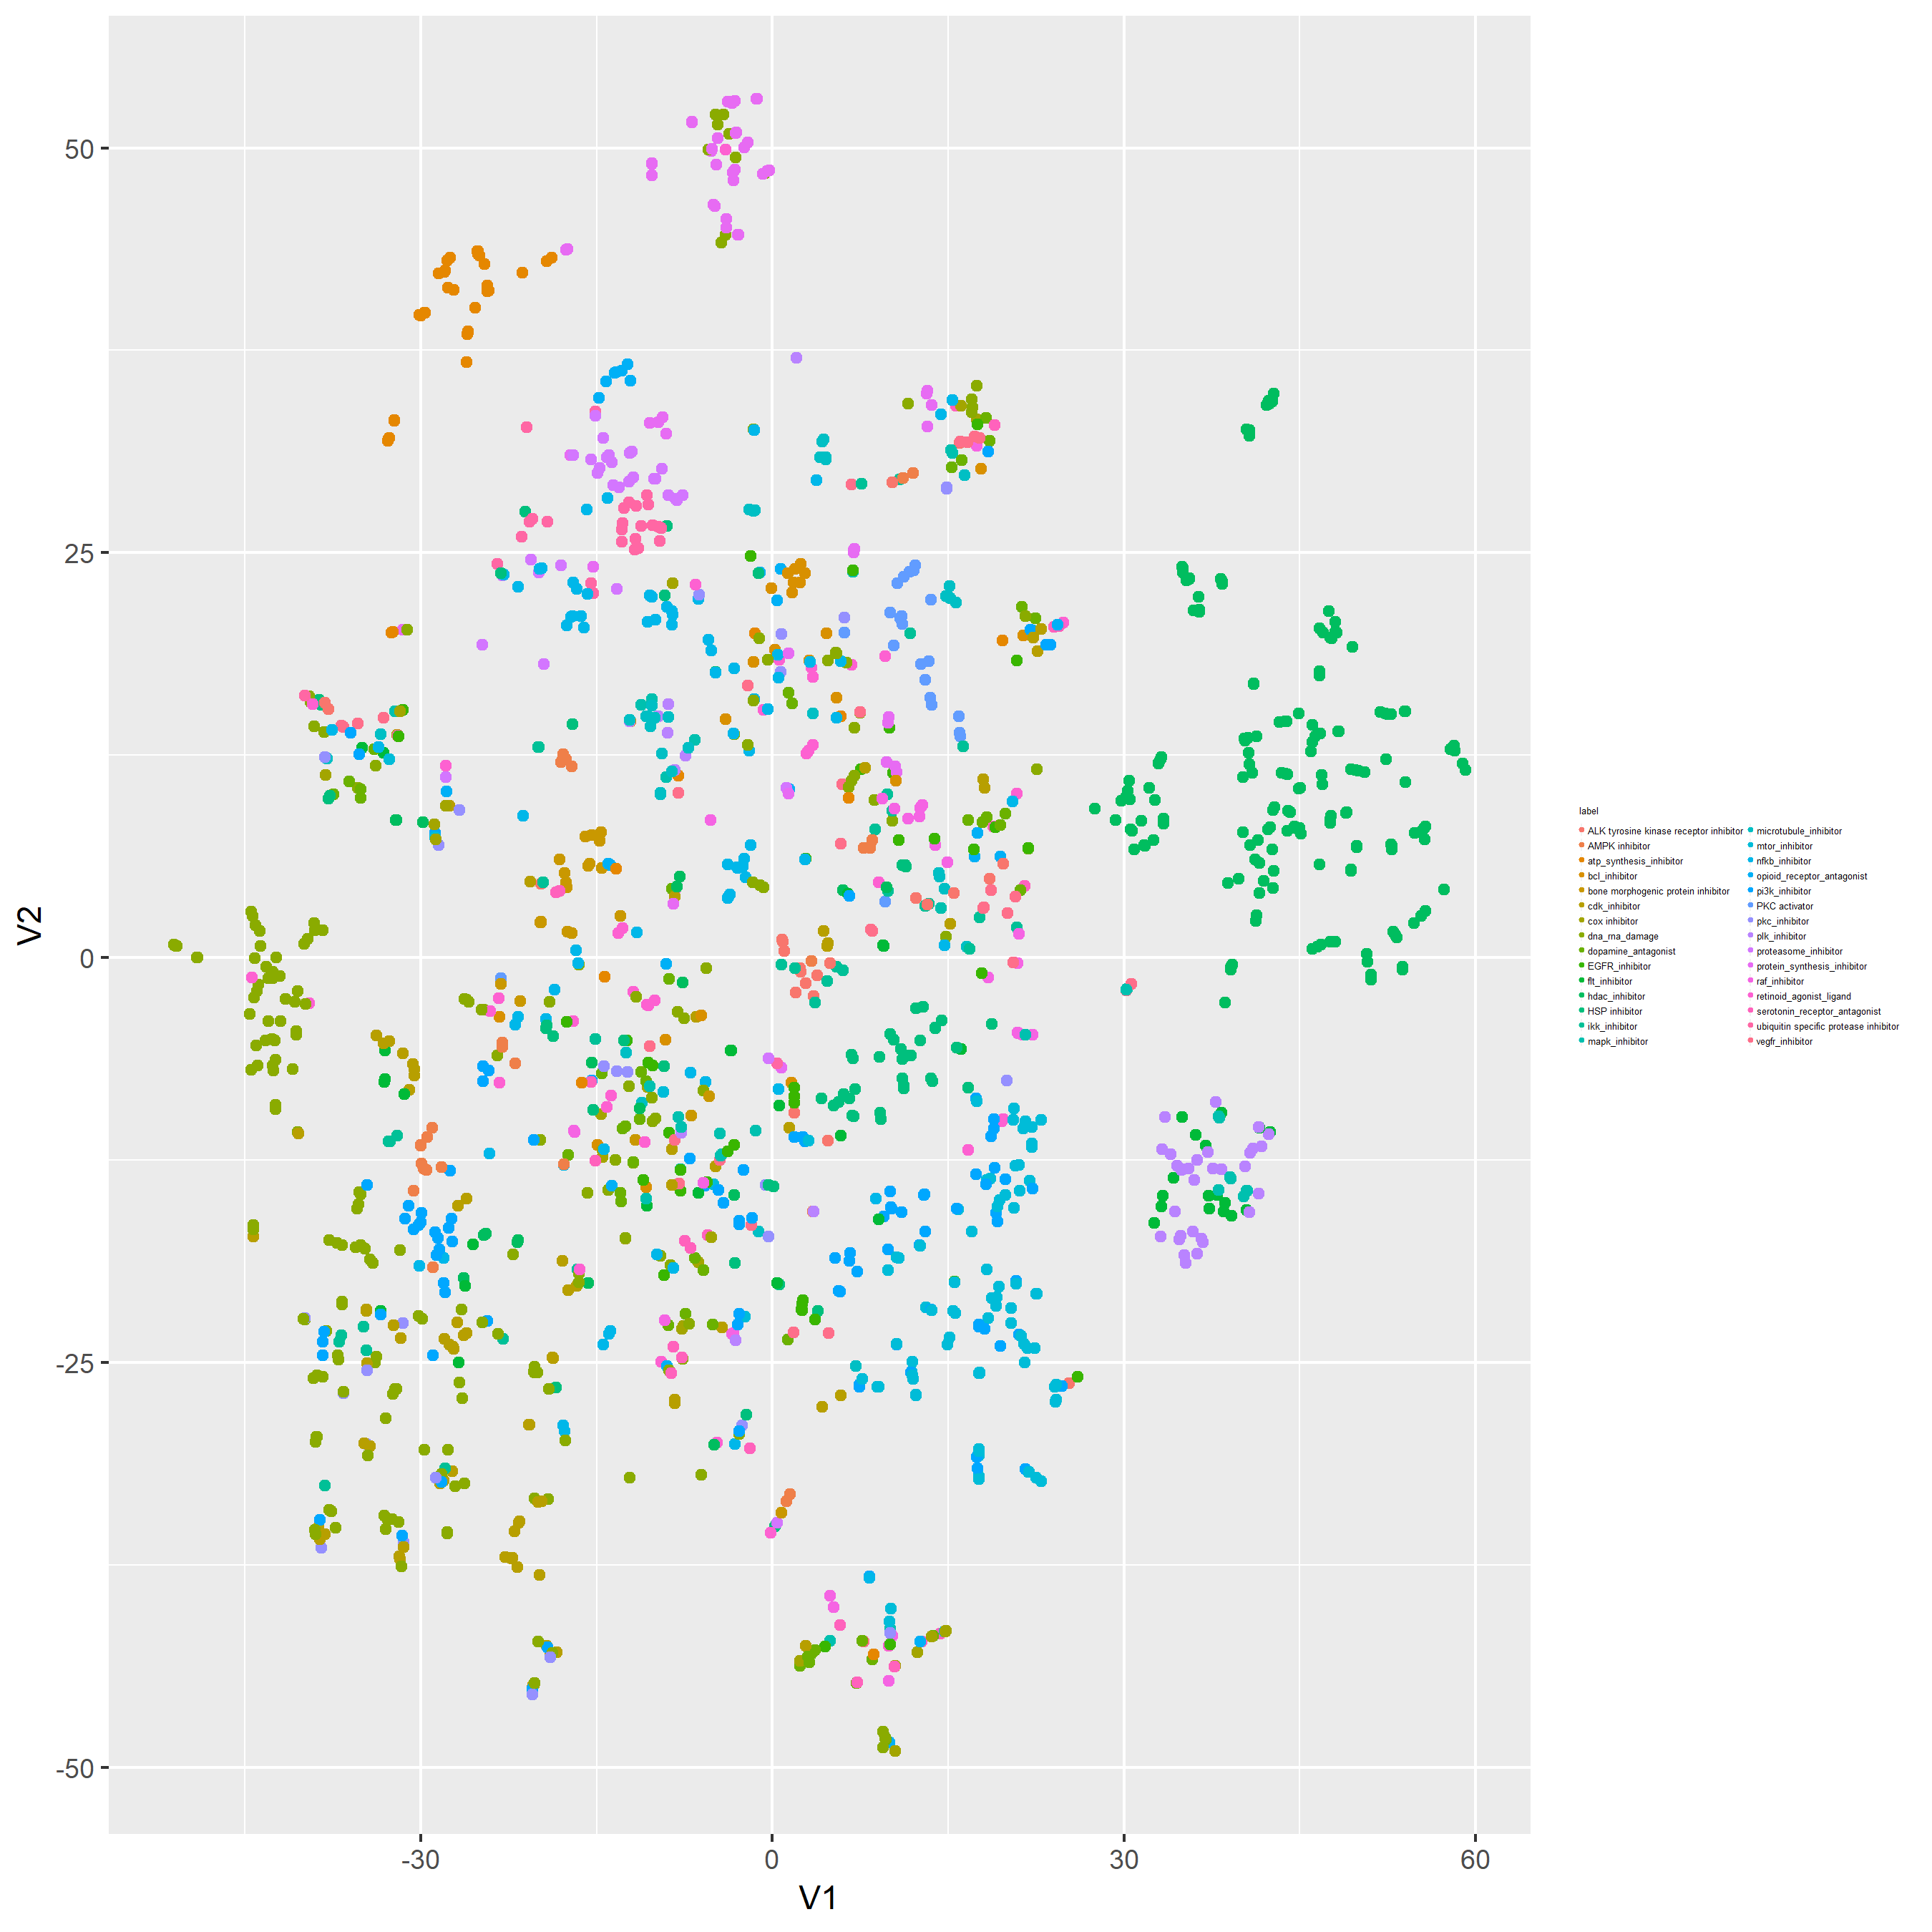 50
25
0
-25
-50
V2
-30
0
30
60
V1
label
ALK tyrosine kinase receptor inhibitor
AMPK inhibitor
atp_synthesis_inhibitor
bcl_inhibitor
bone morphogenic protein inhibitor
cdk_inhibitor
cox inhibitor
dna_rna_damage
dopamine_antagonist
EGFR_inhibitor
flt_inhibitor
hdac_inhibitor
HSP inhibitor
ikk_inhibitor
mapk_inhibitor
microtubule_inhibitor
mtor_inhibitor
nfkb_inhibitor
opioid_receptor_antagonist
pi3k_inhibitor
PKC activator
pkc_inhibitor
plk_inhibitor
proteasome_inhibitor
protein_synthesis_inhibitor
raf_inhibitor
retinoid_agonist_ligand
serotonin_receptor_antagonist
ubiquitin specific protease inhibitor
vegfr_inhibitor